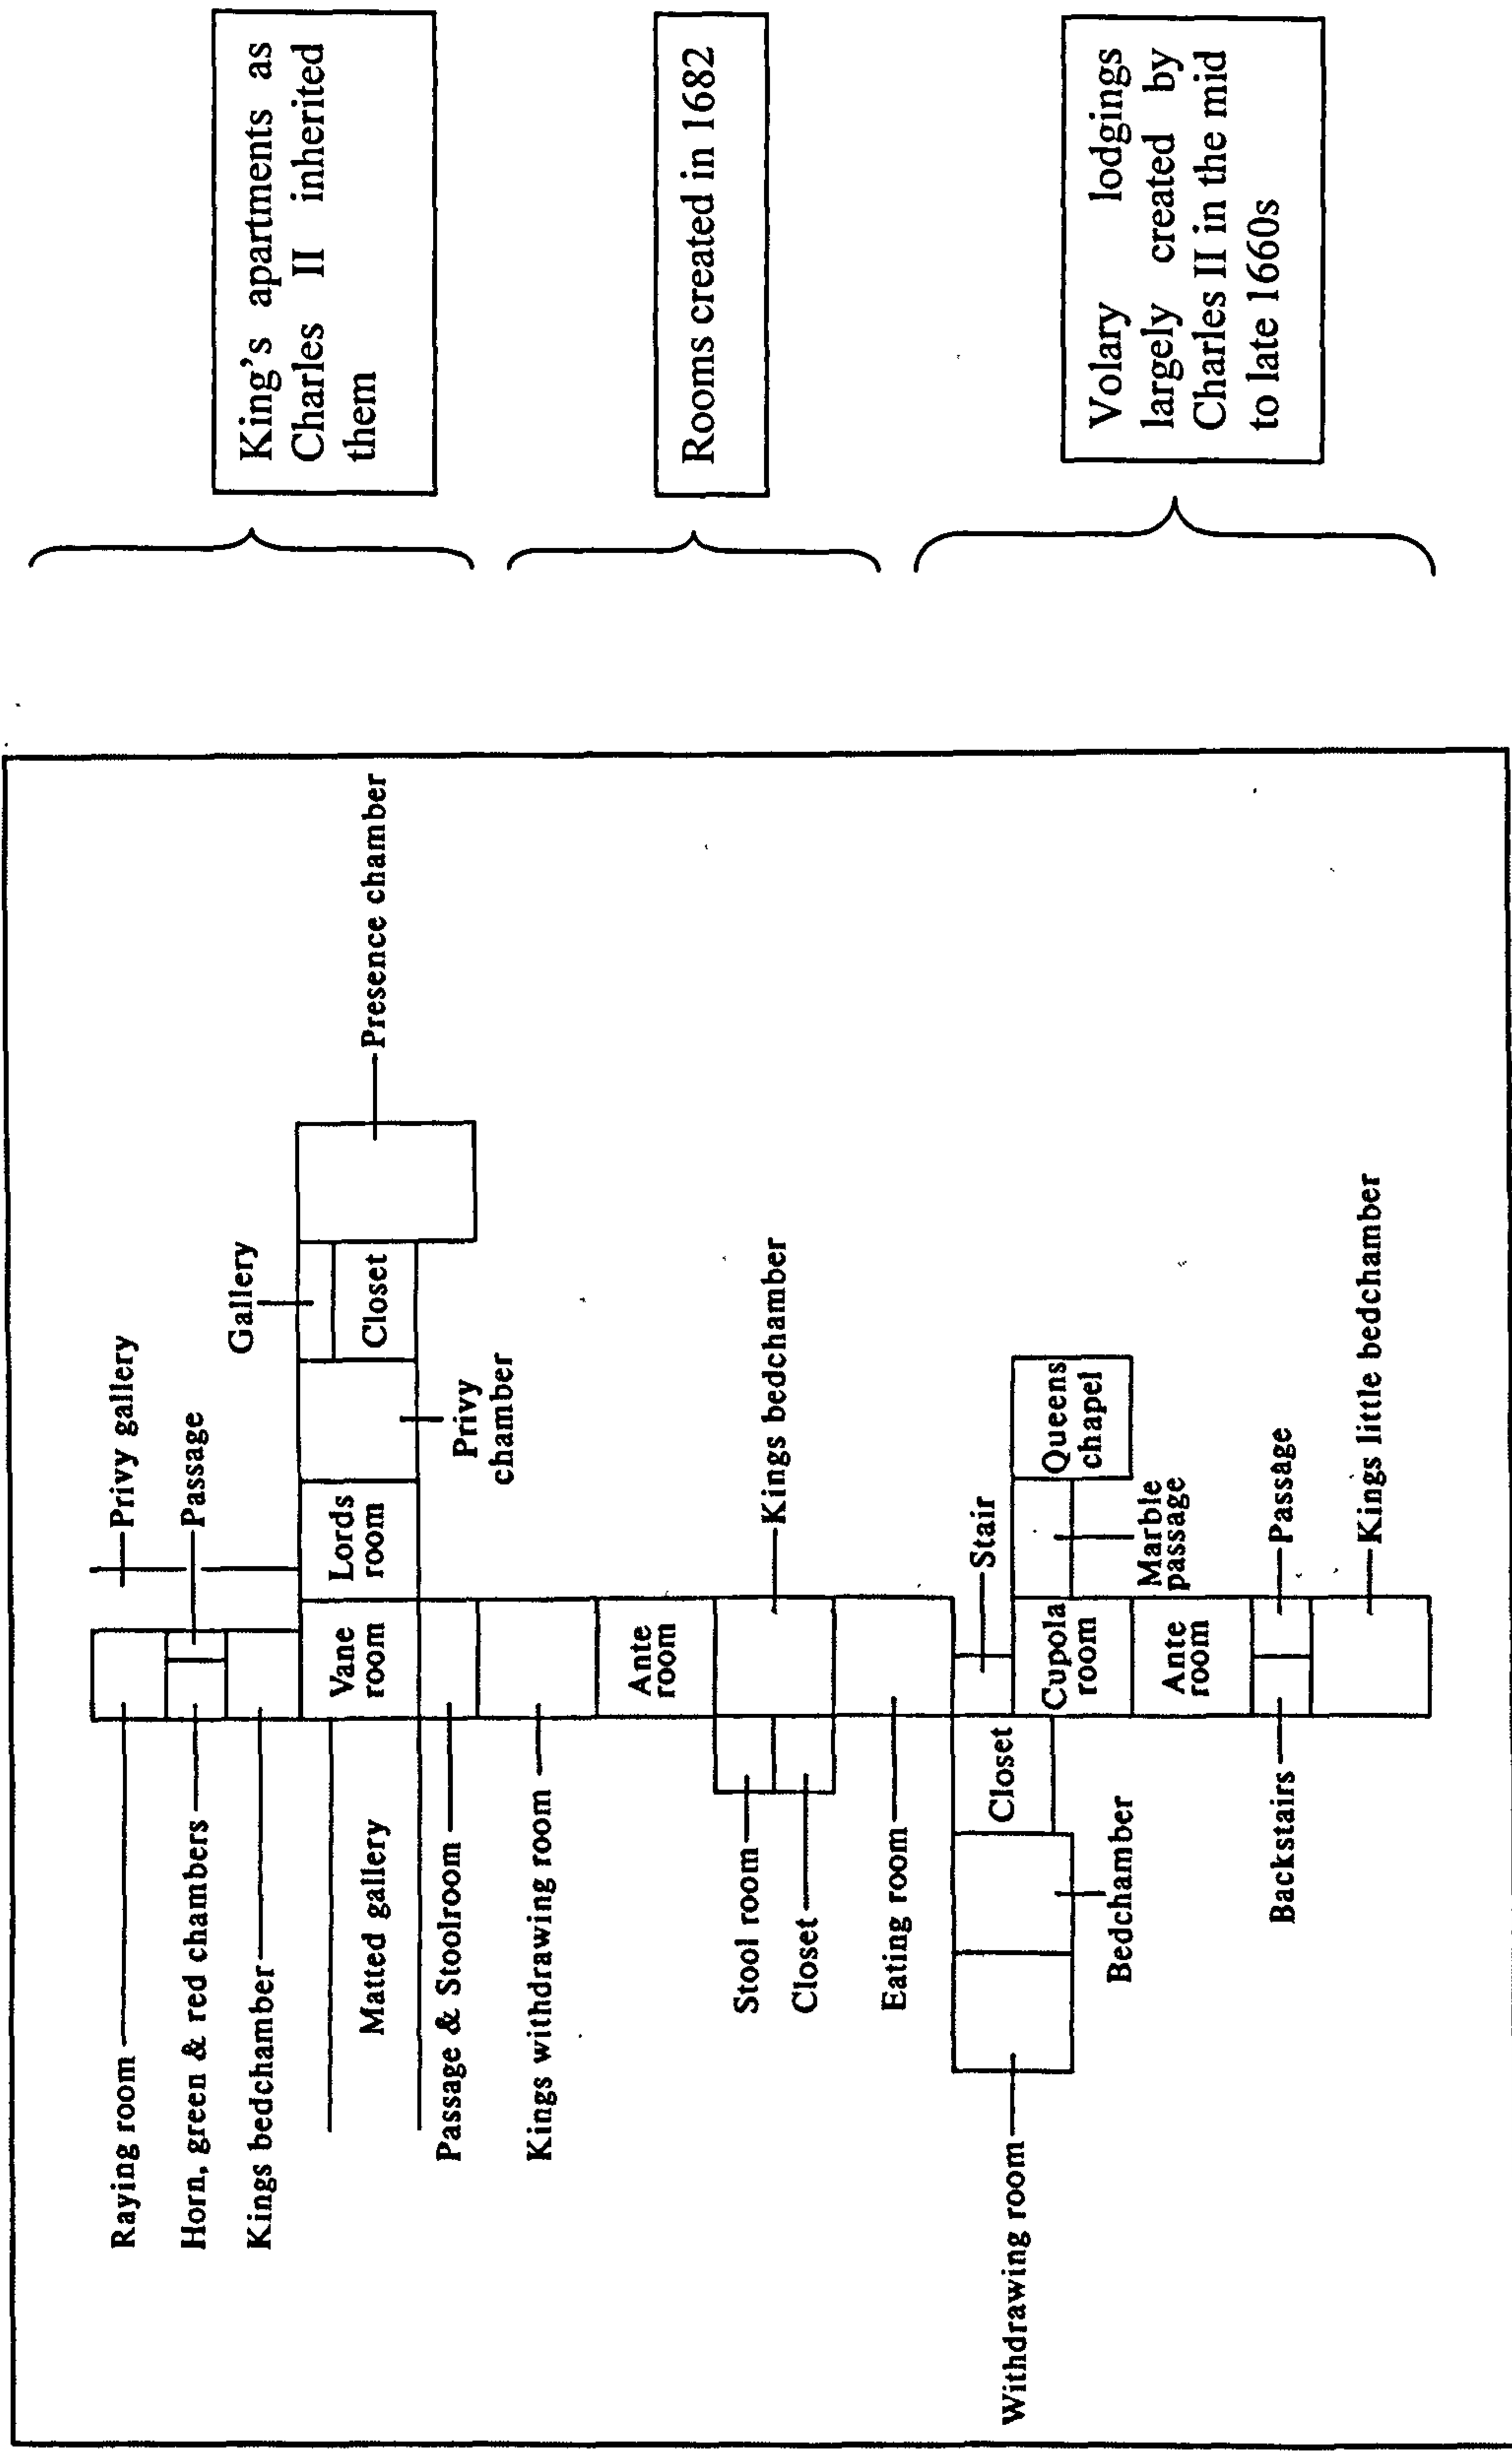 King's apartments as
Charles II inherited
them
Rooms created in 1682
Volary lodgings
largely created by
Charles II in the mid
to late 1660s
Presence chamber
Gallery
Closet
Privy gallery
Passage
Privy
chamber
Lords
room
Vane
room
Raying room
Horn, green & red chambers
Kings bedchamber
Matted gallery
Passage & Stoolroom
Kings withdrawing room
Ante
room
Kings bedchamber
Stool room
Closet
Eating room
Stair
Queens
chapel
Marble
passage
Cupola
room
Closet
Bedchamber
Withdrawing room
Ante
room
Passage
Backstairs
Kings little bedchamber